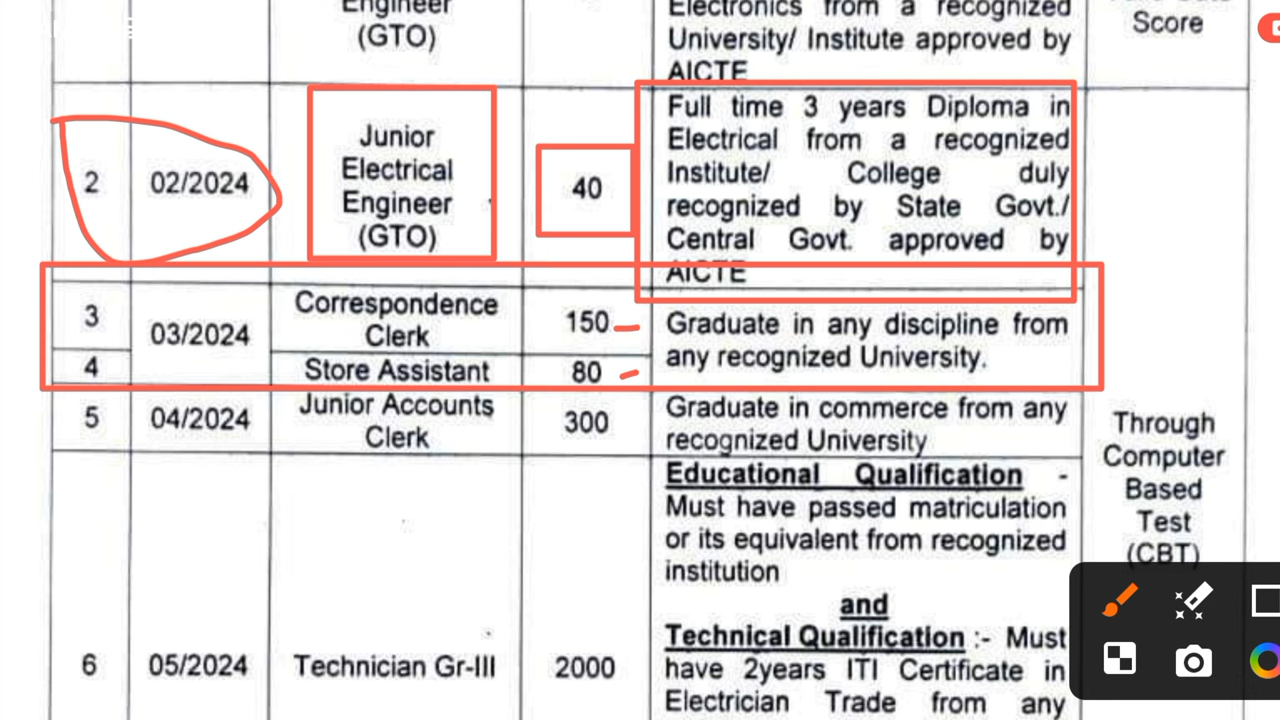 Engineer
(GTO)
Electronics from a recognized
University/ Institute approved by
AICTE
Score
2
02/2024
Junior
Electrical
Engineer
(GTO)
40
Full time 3 years Diploma in
Electrical from a recognized
Institute/ College duly
recognized by State Govt./
Central Govt. approved by
AICTE
3
03/2024
Correspondence
Clerk
150
Graduate in any discipline from
any recognized University.
4
Store Assistant
80
5
04/2024
Junior Accounts
Clerk
300
Graduate in commerce from any
recognized University
Through
Computer
Based
Test
(CBT)
6
05/2024
Technician Gr-III
2000
Educational Qualification -
Must have passed matriculation
or its equivalent from recognized
institution
and
Technical Qualification :- Must
have 2years ITI Certificate in
Electrician Trade from any